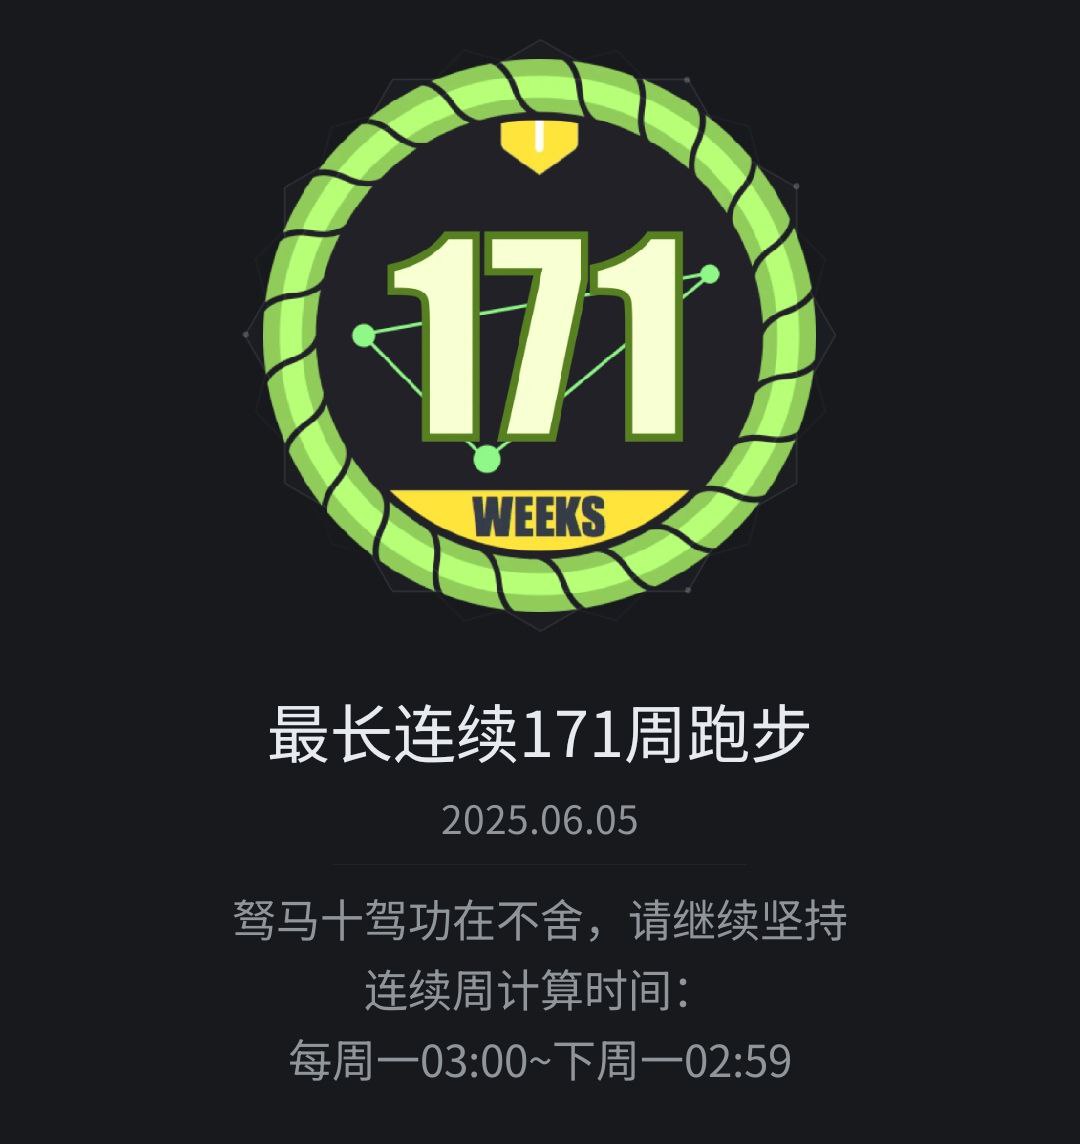 171
WEEKS
最长连续171周跑步
2025.06.05
驽马十驾功在不舍，请继续坚持
连续周计算时间：
每周一03:00~下周一02:59